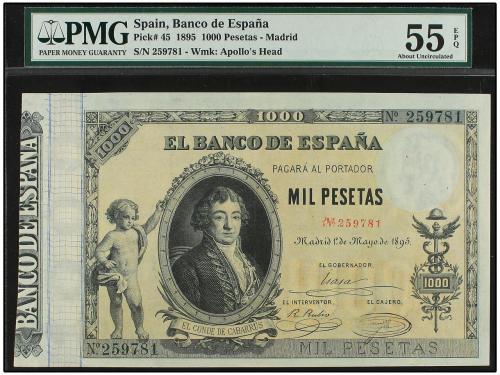 PMG
PAPER MONEY GUARANTY
Spain, Banco de España
Pick# 45 1895 1000 Pesetas - Madrid
S/N 259781 - Wmk: Apollo's Head
55 EPQ
About Uncirculated
BANCO DE ESPAÑA
1000
1000
Nº 259781
EL BANCO DE ESPAÑA
PAGARÁ AL PORTADOR
MIL PESETAS
Nº 259781
Madrid 1º de Mayo de 1895.
EL GOBERNADOR
EL INTERVENTOR
EL CAJERO
1000
EL CONDE DE CABARRÚS
Nº 259781
MIL PESETAS